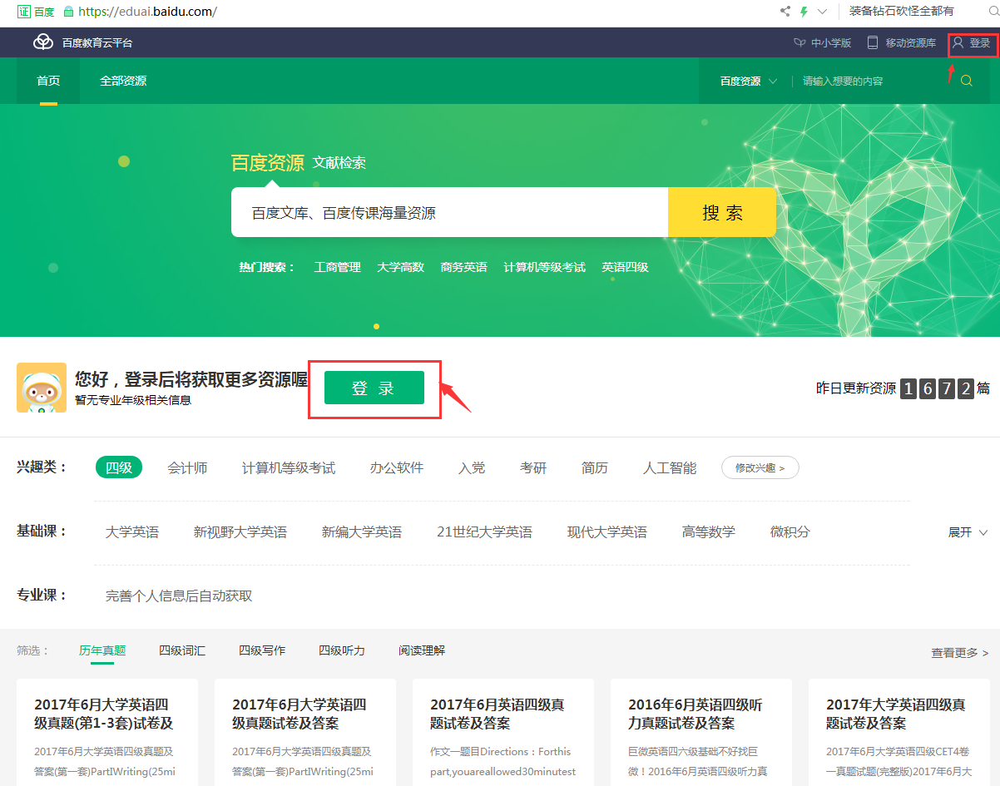 证 百度 https://eduai.baidu.com/ 装备钻石砍怪全都有
百度教育云平台 中小学版 移动资源库 登录
首页 全部资源 百度资源 请输入想要的内容
百度资源 文献检索
百度文库、百度传课海量资源 搜 索
热门搜索： 工商管理 大学高数 商务英语 计算机等级考试 英语四级
您好，登录后将获取更多资源喔
暂无专业年级相关信息
登 录
昨日更新资源 1 6 7 2 篇
兴趣类： 四级 会计师 计算机等级考试 办公软件 入党 考研 简历 人工智能 修改兴趣 >
基础课： 大学英语 新视野大学英语 新编大学英语 21世纪大学英语 现代大学英语 高等数学 微积分 展开
专业课： 完善个人信息后自动获取
筛选： 历年真题 四级词汇 四级写作 四级听力 阅读理解 查看更多 >
2017年6月大学英语四
级真题(第1-3套)试卷及
2017年6月大学英语四级真题及
答案(第一套)PartIWriting(25mi
2017年6月大学英语四
级真题试卷及答案
2017年6月大学英语四级真题及
答案(第一套)PartIWriting(25mi
2017年6月英语四级真
题试卷及答案
作文一题目Directions：Forthis
part,youareallowed30minutest
2016年6月英语四级听
力真题试卷及答案
巨微英语四六级基础不好找巨
微！2016年6月英语四级听力真
2017年大学英语四级真
题试卷及答案
2017年6月大学英语四级CET4卷
一真题试题(完整版)2017年6月大